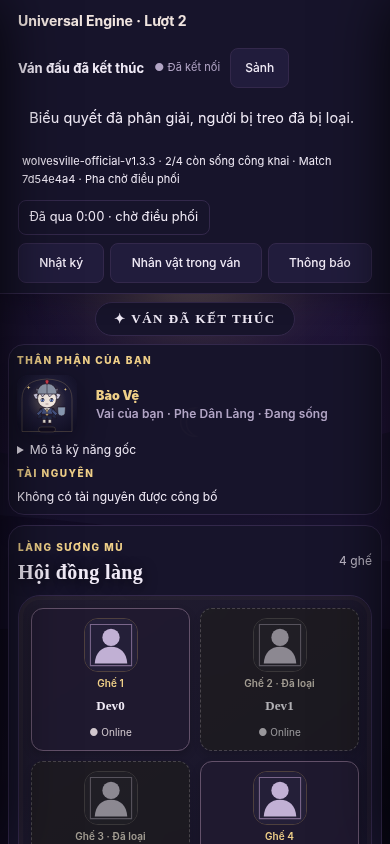 Universal Engine · Lượt 2
Ván đấu đã kết thúc
Đã kết nối
Sảnh
Biểu quyết đã phân giải, người bị treo đã bị loại.
wolvesville-official-v1.3.3 · 2/4 còn sống công khai · Match
7d54e4a4 · Pha chờ điều phối
Đã qua 0:00 · chờ điều phối
Nhật ký
Nhân vật trong ván
Thông báo
✦ VÁN ĐÃ KẾT THÚC
THÂN PHẬN CỦA BẠN
Bảo Vệ
Vai của bạn · Phe Dân Làng · Đang sống
▶ Mô tả kỹ năng gốc
TÀI NGUYÊN
Không có tài nguyên được công bố
LÀNG SƯƠNG MÙ
Hội đồng làng
4 ghế
Ghế 1
Dev0
Online
Ghế 2 · Đã loại
Dev1
Online
Ghế 3 · Đã loại
Ghế 4